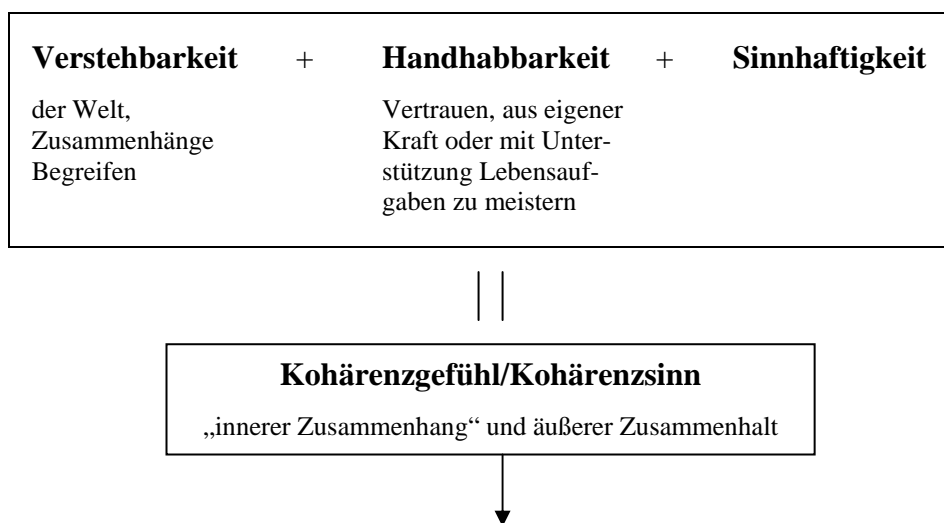 Verstehbarkeit + Handhabbarkeit + Sinnhaftigkeit
der Welt,
Zusammenhänge
Begreifen
Vertrauen, aus eigener
Kraft oder mit Unter-
stützung Lebensauf-
gaben zu meistern
Kohärenzgefühl/Kohärenzsinn
„innerer Zusammenhang“ und äußerer Zusammenhalt